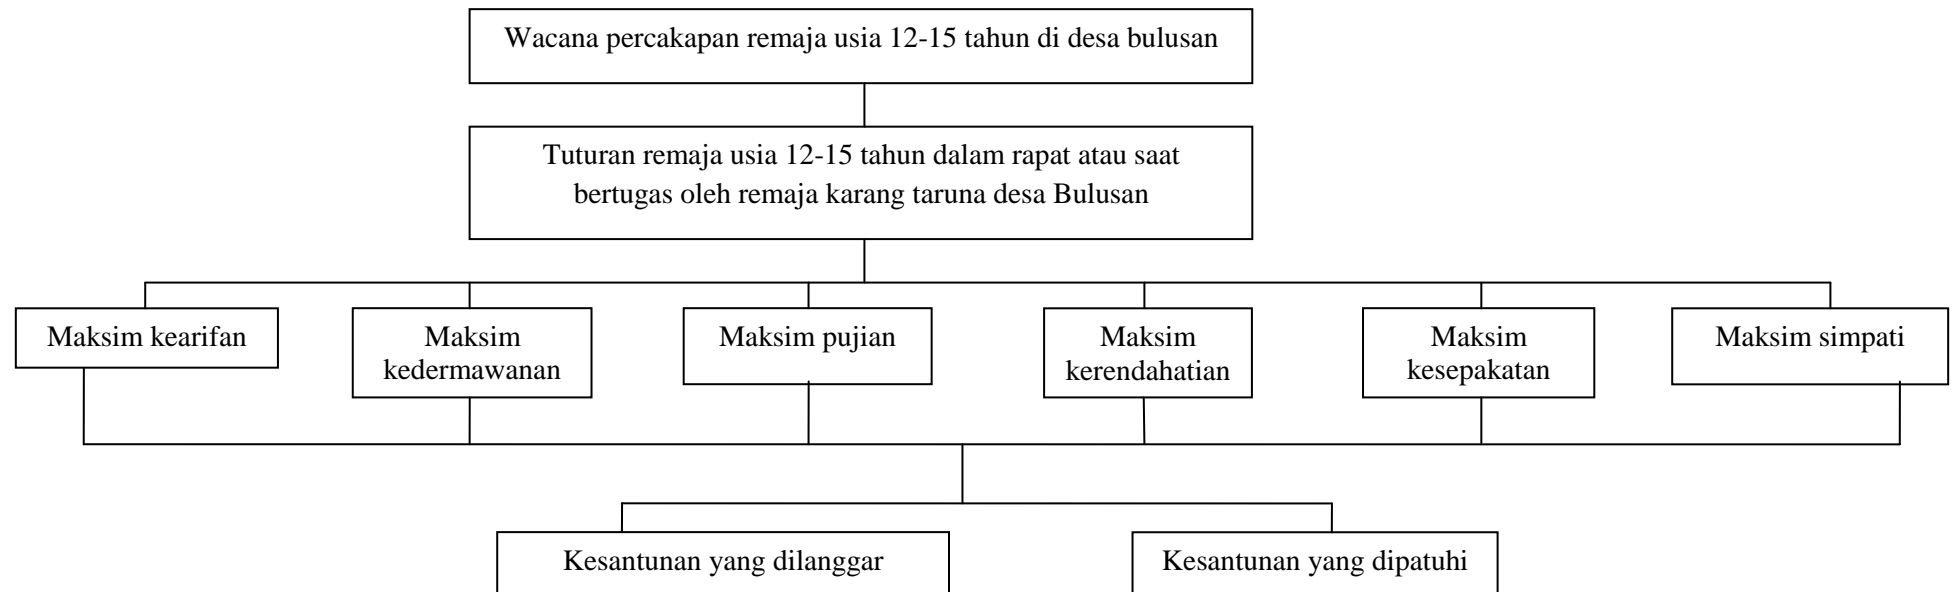 Wacana percakapan remaja usia 12-15 tahun di desa bulusan
Tuturan remaja usia 12-15 tahun dalam rapat atau saat
bertugas oleh remaja karang taruna desa Bulusan
Maksim kearifan
Maksim
kedermawanan
Maksim pujian
Maksim
kerendahatian
Maksim
kesepakatan
Maksim simpati
Kesantunan yang dilanggar
Kesantunan yang dipatuhi